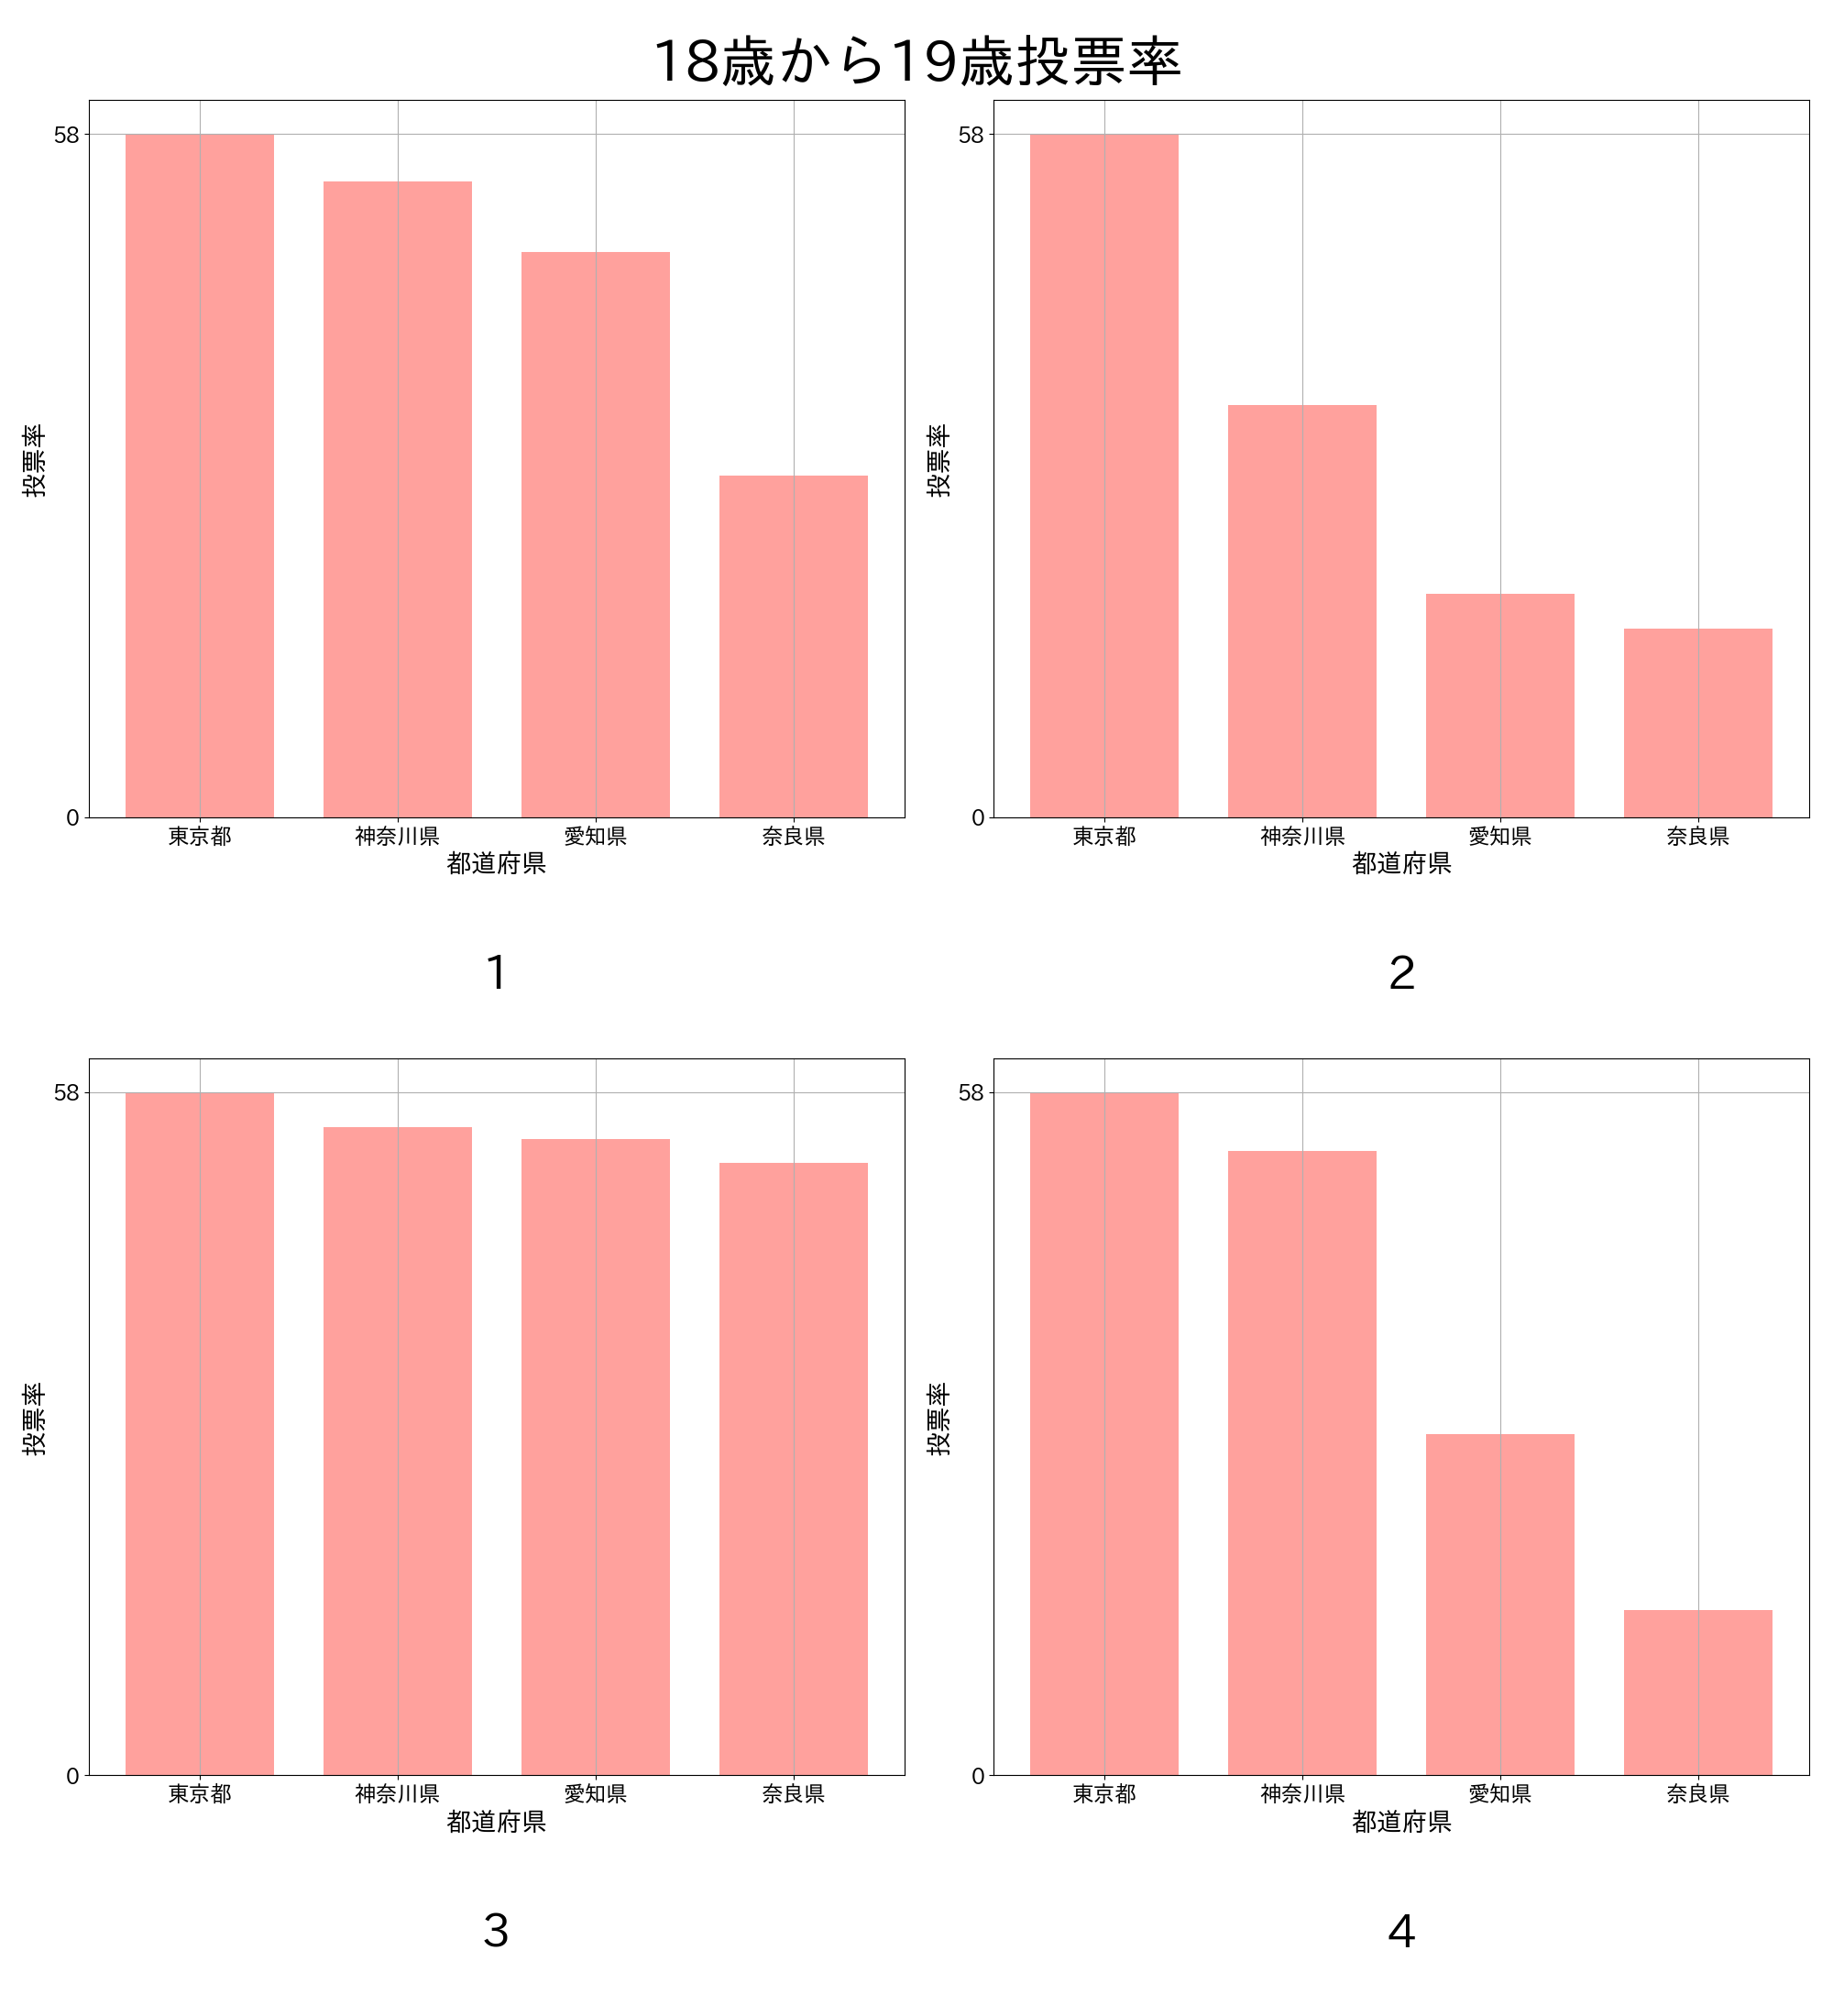 18歳から19歳投票率
58
0
投票率
東京都 神奈川県 愛知県 奈良県
都道府県
1
58
0
投票率
東京都 神奈川県 愛知県 奈良県
都道府県
2
58
0
投票率
東京都 神奈川県 愛知県 奈良県
都道府県
3
58
0
投票率
東京都 神奈川県 愛知県 奈良県
都道府県
4